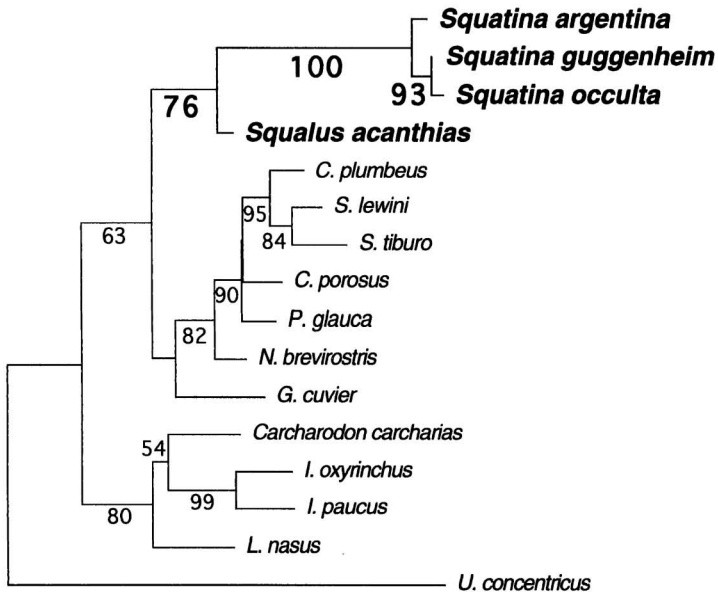 Squatina argentina
Squatina guggenheim
100
93 Squatina occulta
76
Squalus acanthias
C. plumbeus
95 S. lewini
63 84 S. tiburo
C. porosus
90
P. glauca
82
N. brevirostris
G. cuvier
Carcharodon carcharias
54
I. oxyrinchus
99
I. paucus
80
L. nasus
U. concentricus